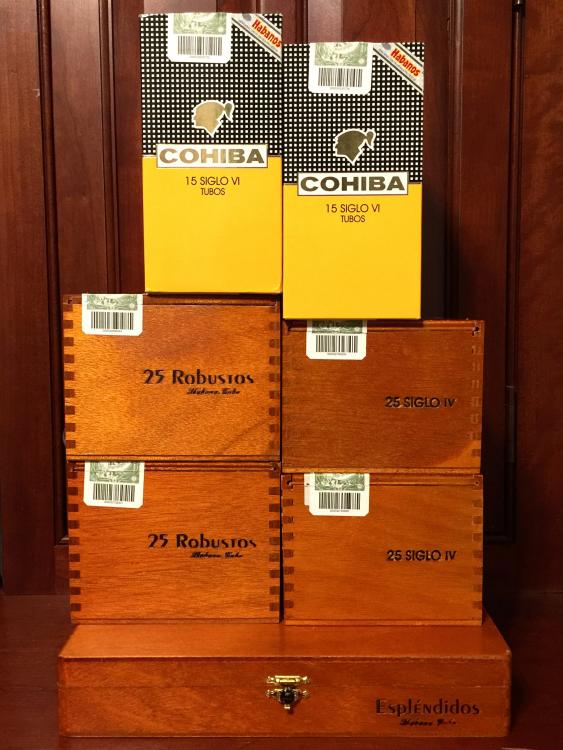 Habanos
COHIBA
15 SIGLO VI
TUBOS
Habanos
COHIBA
15 SIGLO VI
TUBOS
25 Robustos
Habana, Cuba
25 SIGLO IV
25 Robustos
Habana, Cuba
25 SIGLO IV
Espléndidos
Habana, Cuba